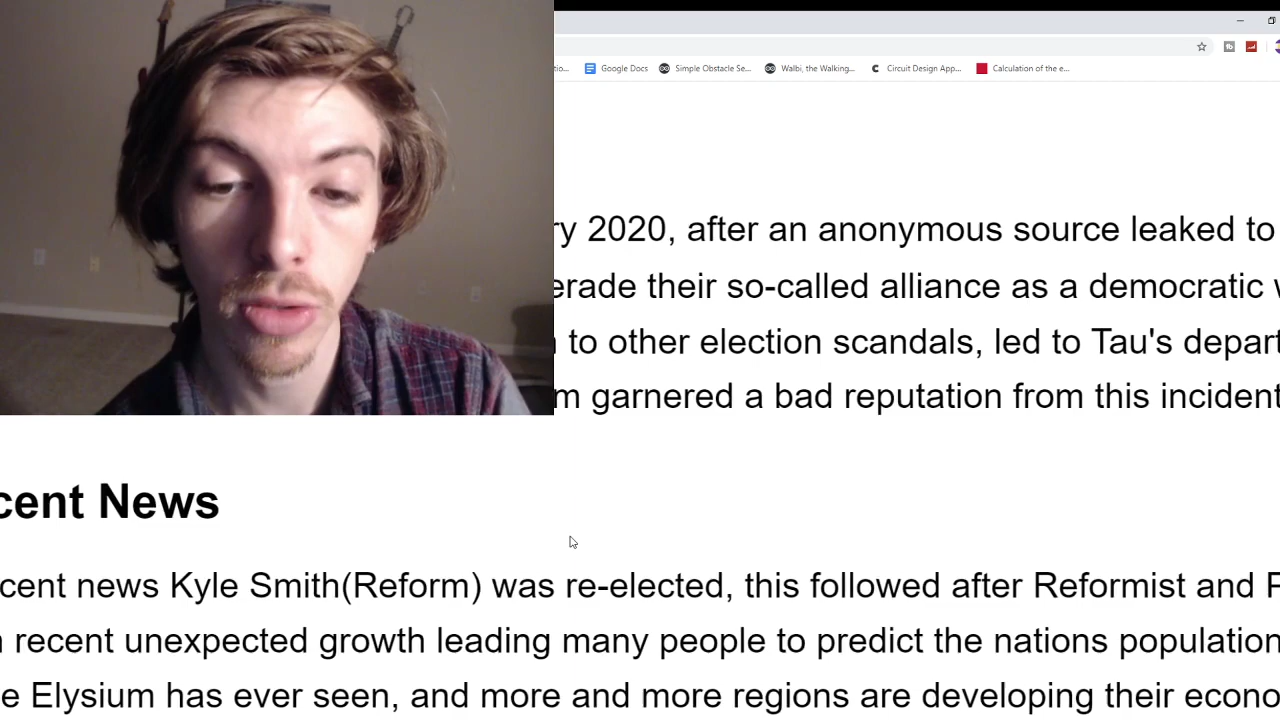 Google Docs Simple Obstacle Se... Walbi, the Walking... Circuit Design App... Calculation of the e...
2020, after an anonymous source leaked to
their so-called alliance as a democratic
to other election scandals, led to Tau's depart
garnered a bad reputation from this incident
cent News
cent news Kyle Smith(Reform) was re-elected, this followed after Reformist and
recent unexpected growth leading many people to predict the nations population
e Elysium has ever seen, and more and more regions are developing their econo